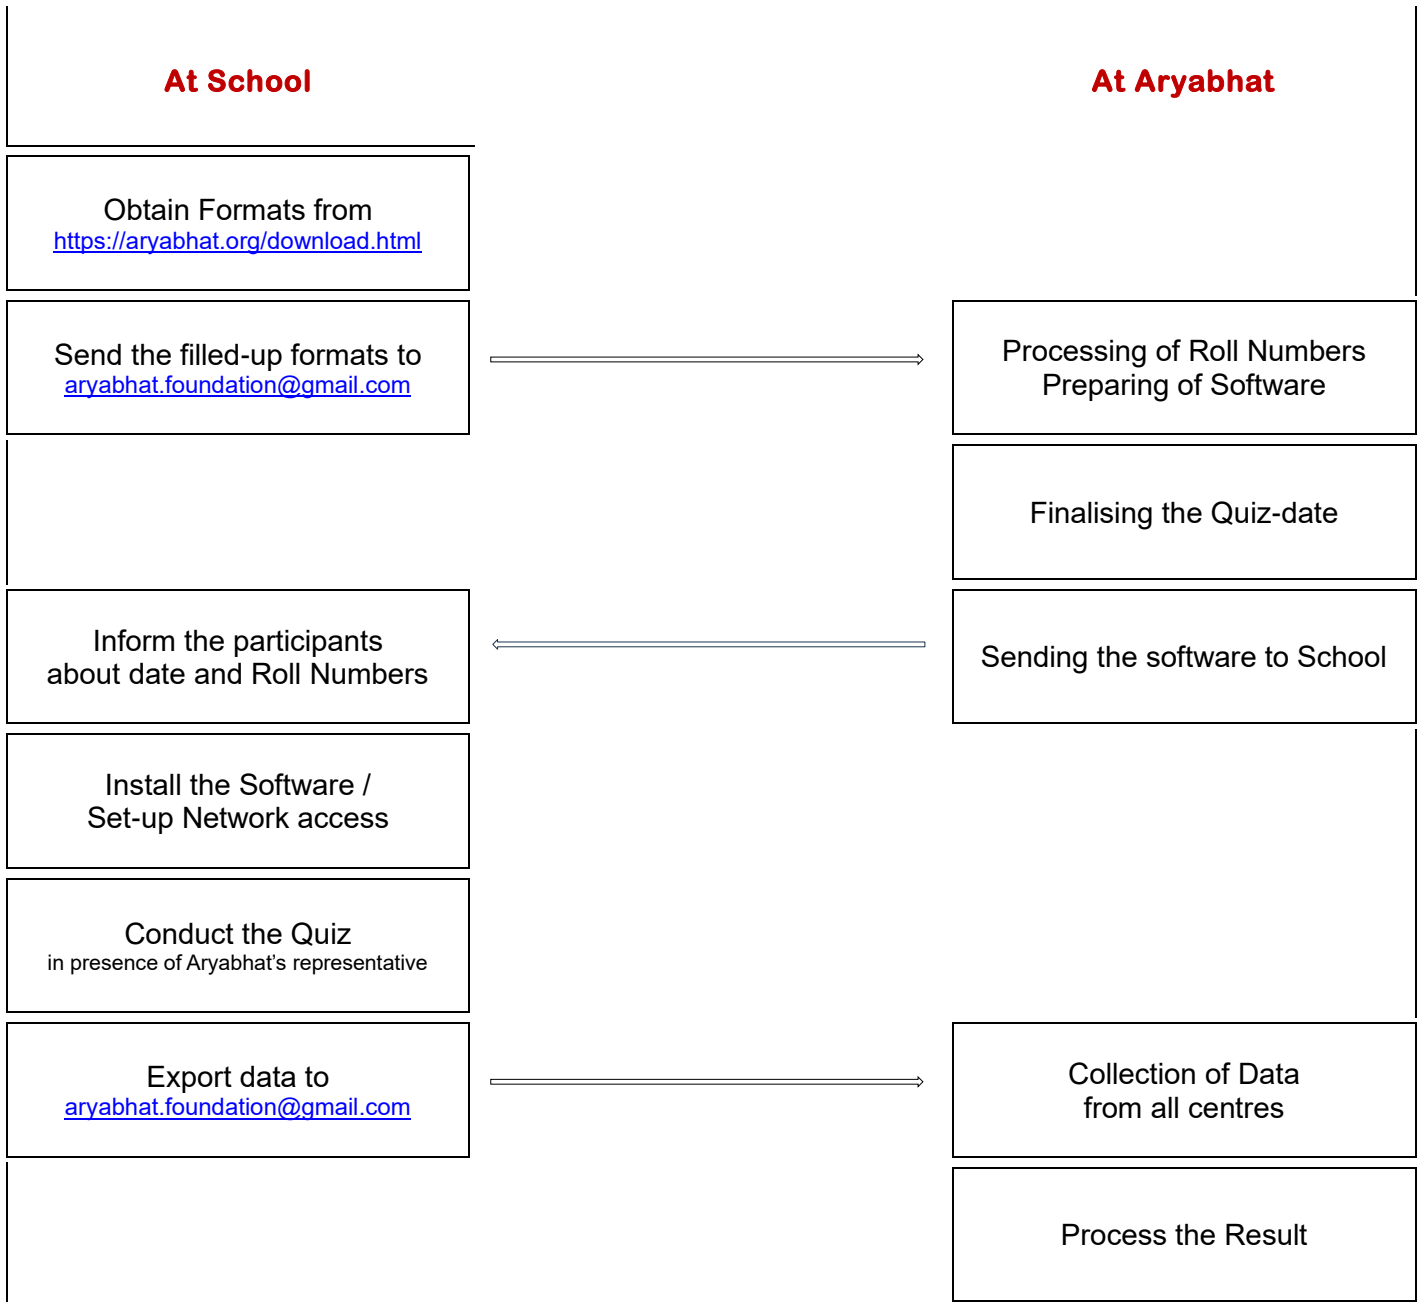 At School
At Aryabhat
Obtain Formats from
https://aryabhat.org/download.html
Send the filled-up formats to
aryabhat.foundation@gmail.com
Processing of Roll Numbers
Preparing of Software
Finalising the Quiz-date
Inform the participants
about date and Roll Numbers
Sending the software to School
Install the Software /
Set-up Network access
Conduct the Quiz
in presence of Aryabhat’s representative
Export data to
aryabhat.foundation@gmail.com
Collection of Data
from all centres
Process the Result